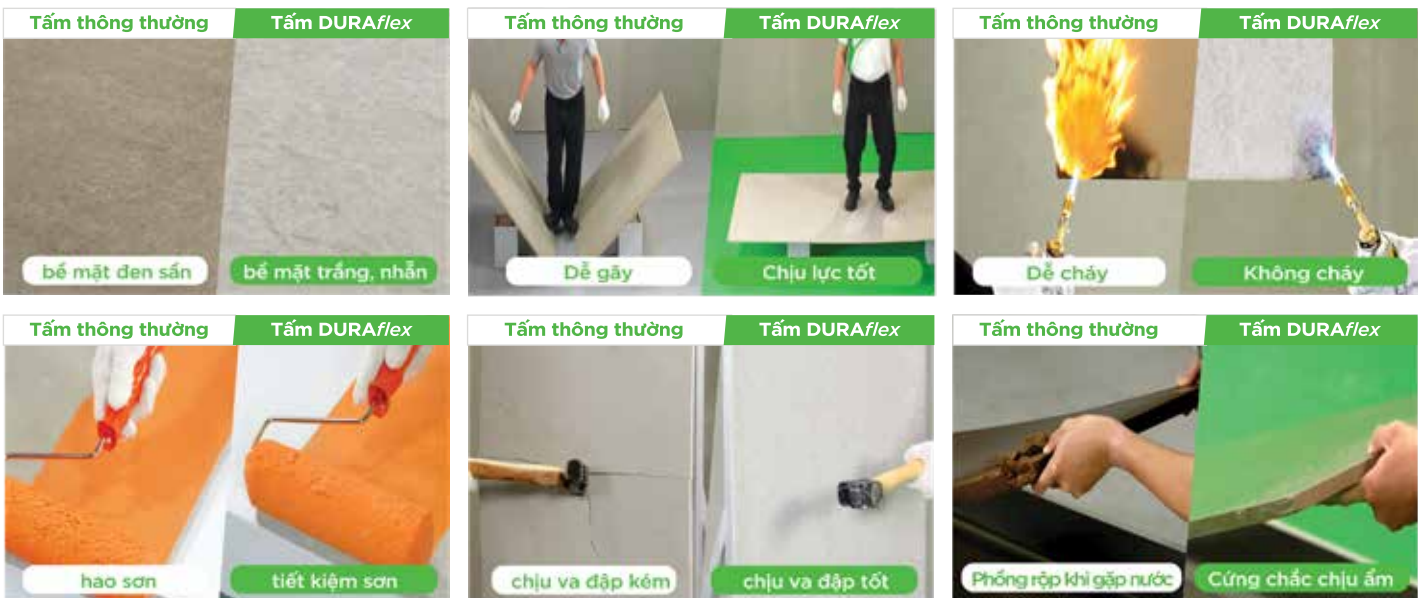 Tấm thông thường
Tấm DURAflex
bề mặt đen sần
bề mặt trắng, nhẵn
Tấm thông thường
Tấm DURAflex
Dễ gãy
Chịu lực tốt
Tấm thông thường
Tấm DURAflex
Dễ cháy
Không cháy
Tấm thông thường
Tấm DURAflex
hao sơn
tiết kiệm sơn
Tấm thông thường
Tấm DURAflex
chịu va đập kém
chịu va đập tốt
Tấm thông thường
Tấm DURAflex
Phồng rộp khi gặp nước
Cứng chắc chịu ẩm